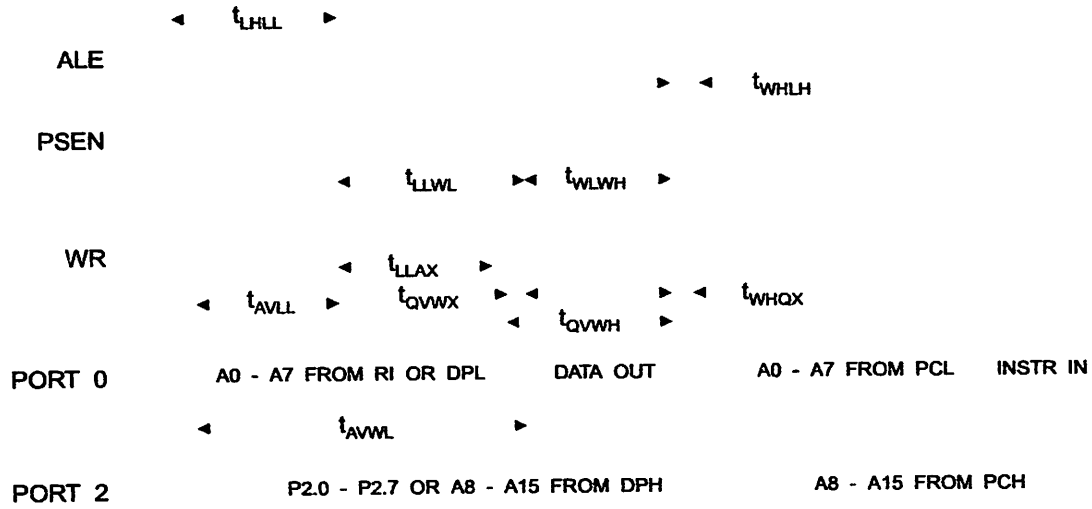 tLHLL
ALE
tWHLH
PSEN
tLLWL tWLWH
WR
tLLAX
tAVLL tQVWX tWHQX
tQVWH
PORT 0 A0 - A7 FROM RI OR DPL DATA OUT A0 - A7 FROM PCL INSTR IN
tAVWL
PORT 2 P2.0 - P2.7 OR A8 - A15 FROM DPH A8 - A15 FROM PCH